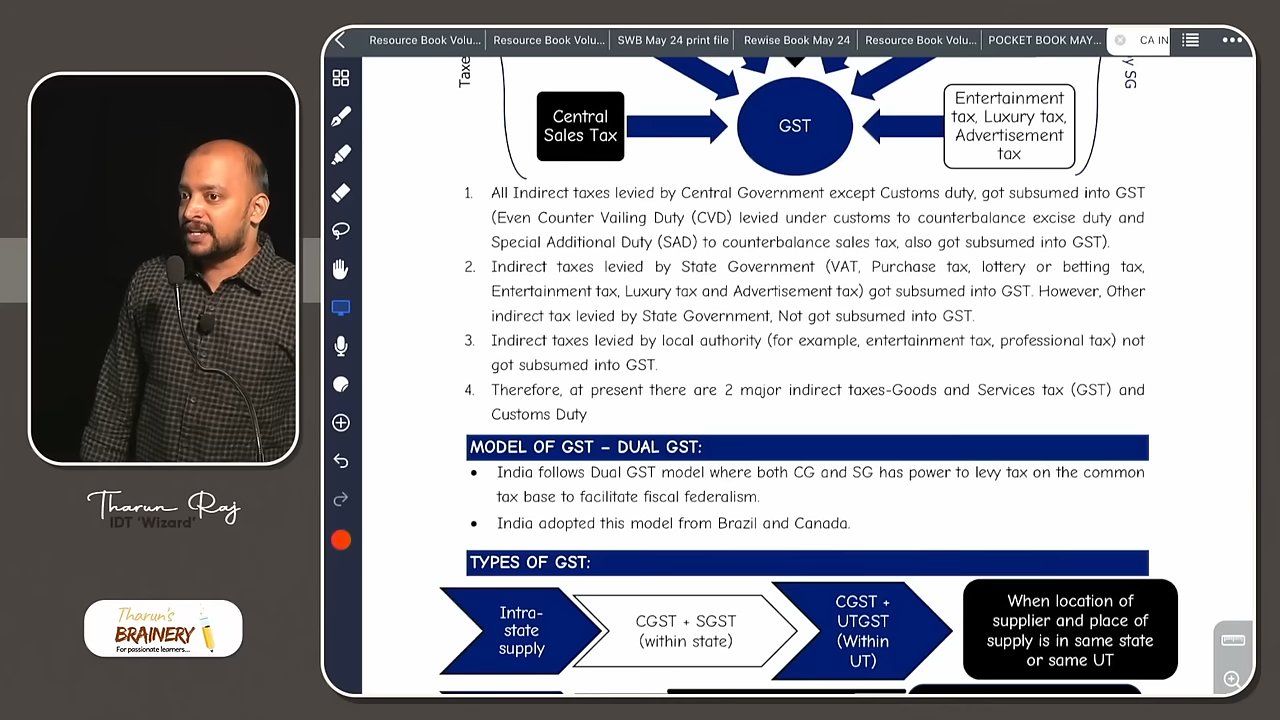 Resource Book Volu...
Resource Book Volu...
SWB May 24 print file
Rewise Book May 24
Resource Book Volu...
POCKET BOOK MAY...
CA IN
Taxe
y SG
Central
Sales Tax
GST
Entertainment
tax, Luxury tax,
Advertisement
tax
1. All Indirect taxes levied by Central Government except Customs duty, got subsumed into GST
(Even Counter Vailing Duty (CVD) levied under customs to counterbalance excise duty and
Special Additional Duty (SAD) to counterbalance sales tax, also got subsumed into GST).
2. Indirect taxes levied by State Government (VAT, Purchase tax, lottery or betting tax,
Entertainment tax, Luxury tax and Advertisement tax) got subsumed into GST. However, Other
indirect tax levied by State Government, Not got subsumed into GST.
3. Indirect taxes levied by local authority (for example, entertainment tax, professional tax) not
got subsumed into GST.
4. Therefore, at present there are 2 major indirect taxes-Goods and Services tax (GST) and
Customs Duty
MODEL OF GST – DUAL GST:
• India follows Dual GST model where both CG and SG has power to levy tax on the common
tax base to facilitate fiscal federalism.
• India adopted this model from Brazil and Canada.
TYPES OF GST:
Intra-
state
supply
CGST + SGST
(within state)
CGST +
UTGST
(Within
UT)
When location of
supplier and place of
supply is in same state
or same UT
Tharun Raj
IDT 'Wizard'
Tharun's
BRAINERY
For passionate learners...